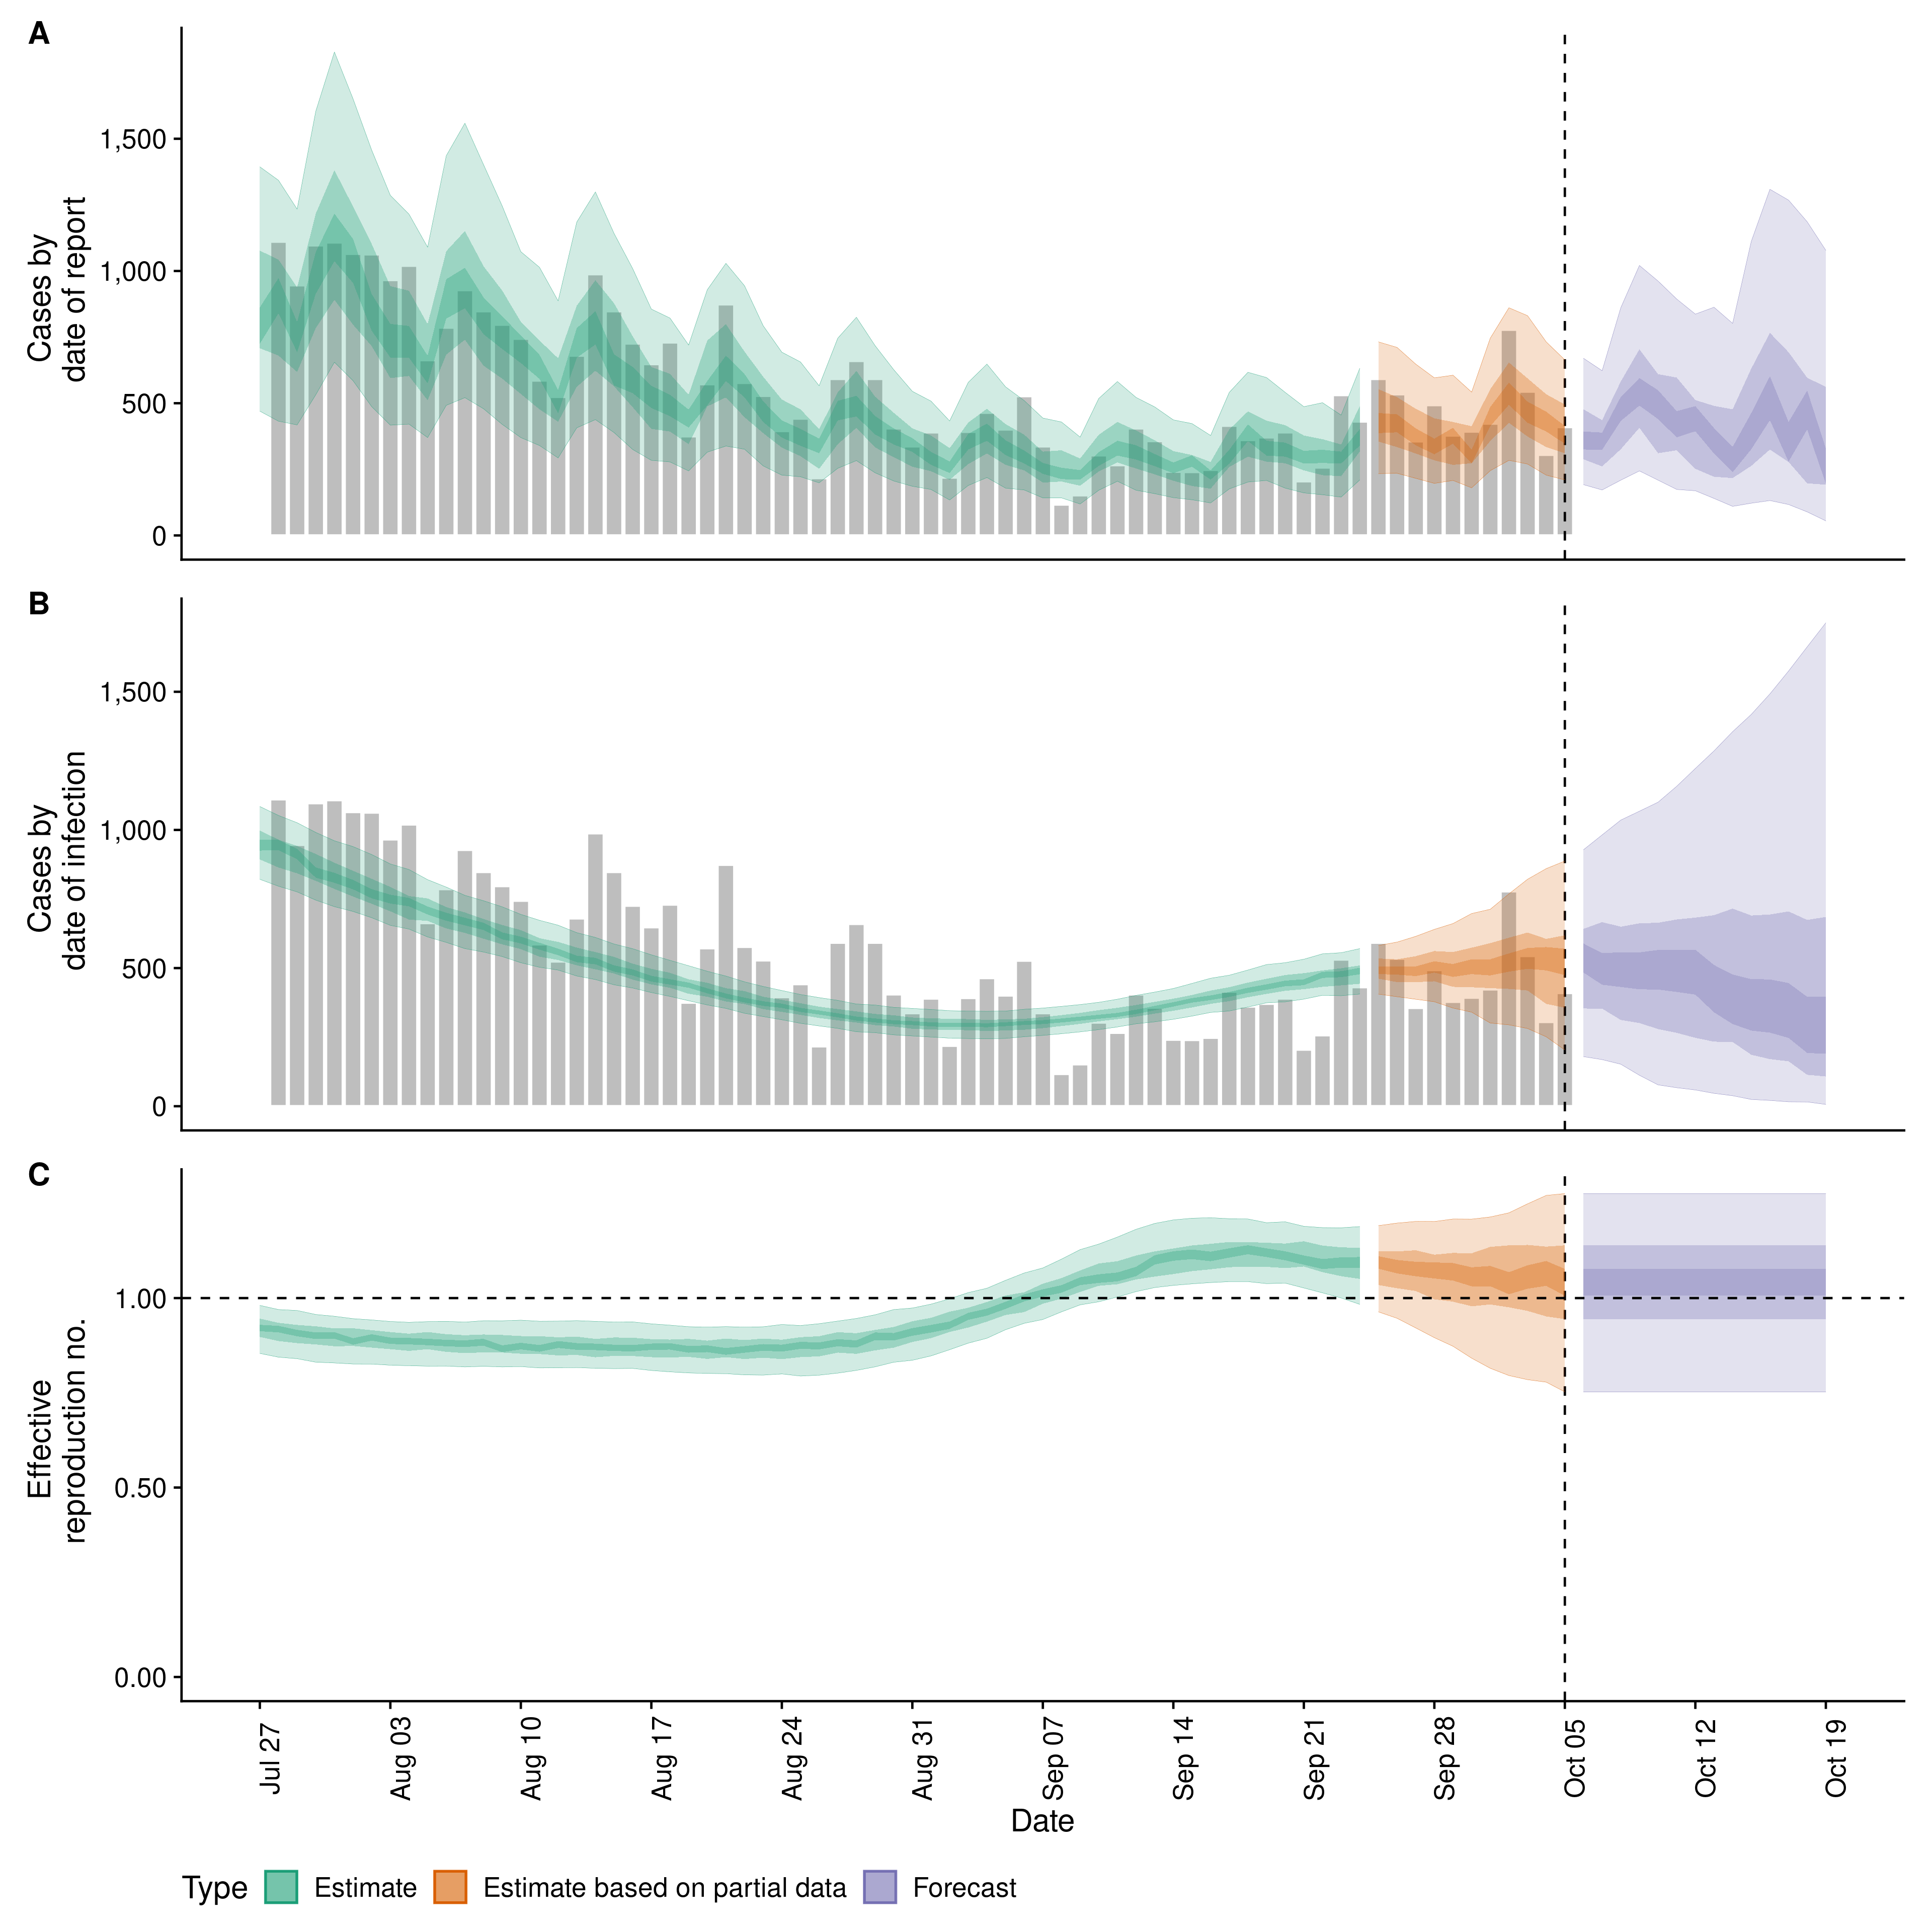 A
Cases by
date of report
1,500
1,000
500
0
B
Cases by
date of infection
1,500
1,000
500
0
C
Effective
reproduction no.
1.00
0.50
0.00
Jul 27
Aug 03
Aug 10
Aug 17
Aug 24
Aug 31
Sep 07
Sep 14
Sep 21
Sep 28
Oct 05
Oct 12
Oct 19
Date
Type Estimate Estimate based on partial data Forecast